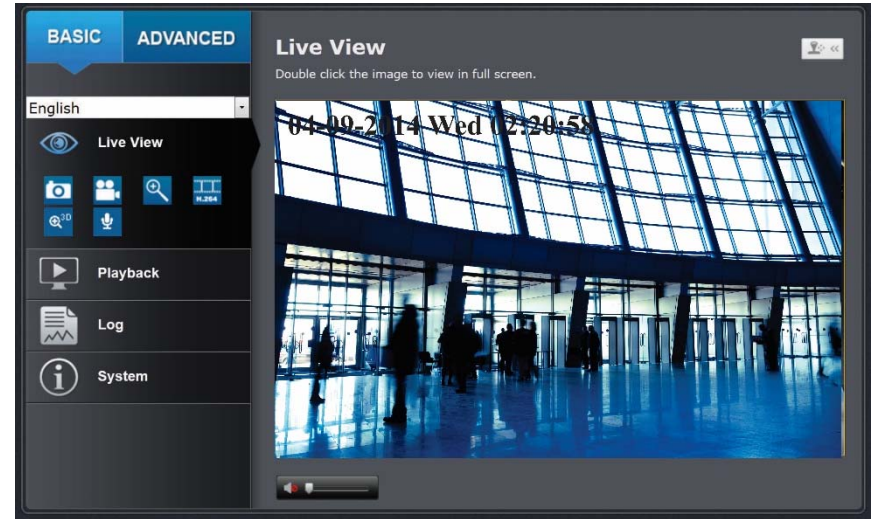 BASIC ADVANCED
English
Live View
H.264
3D
Playback
Log
System
Live View
Double click the image to view in full screen.
04-09-2014 Wed 02:20:58